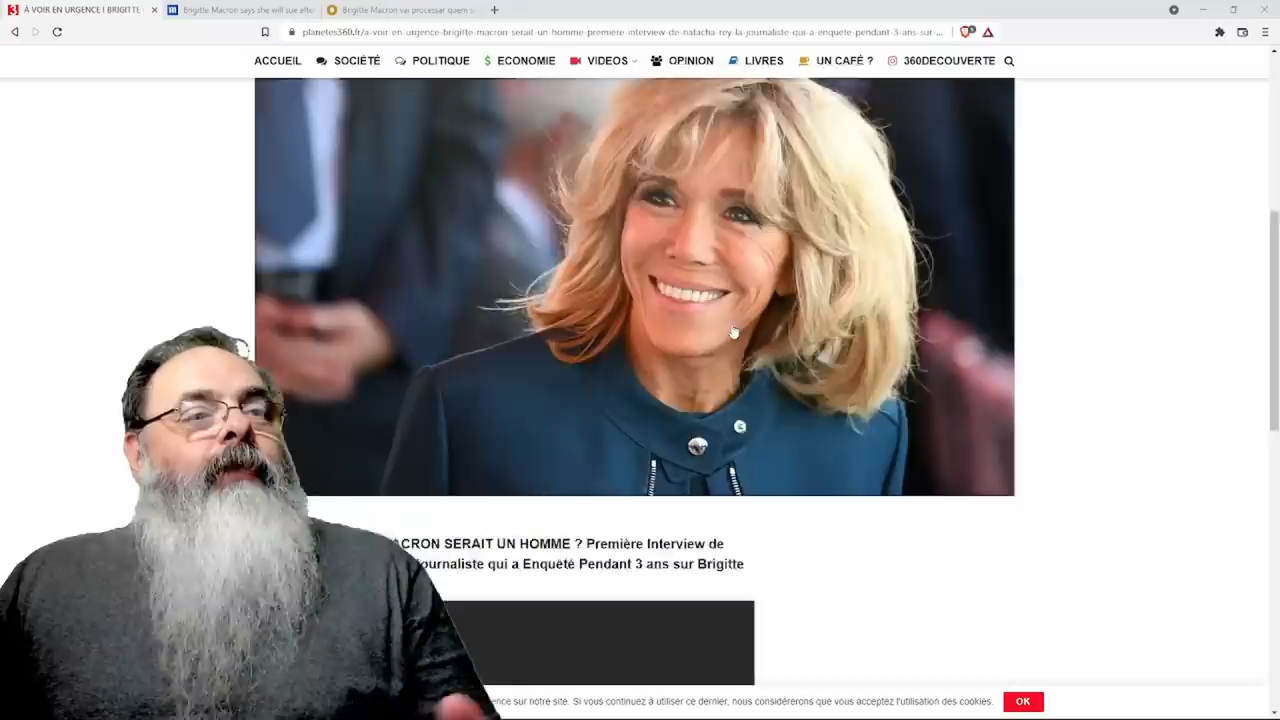 À VOIR EN URGENCE ! BRIGITTE
Brigitte Macron says she will sue after
Brigitte Macron vai processar quem
planetes360.fr/a-voir-en-urgence-brigitte-macron-serait-un-homme-premiere-interview-de-natacha-rey-la-journaliste-qui-a-enquete-pendant-3-ans-sur-...
ACCUEIL SOCIÉTÉ POLITIQUE $ ECONOMIE VIDEOS OPINION LIVRES UN CAFÉ ? 360DECOUVERTE
CRON SERAIT UN HOMME ? Première Interview de
ournaliste qui a Enquêté Pendant 3 ans sur Brigitte
ence sur notre site. Si vous continuez à utiliser ce dernier, nous considérerons que vous acceptez l'utilisation des cookies.
OK